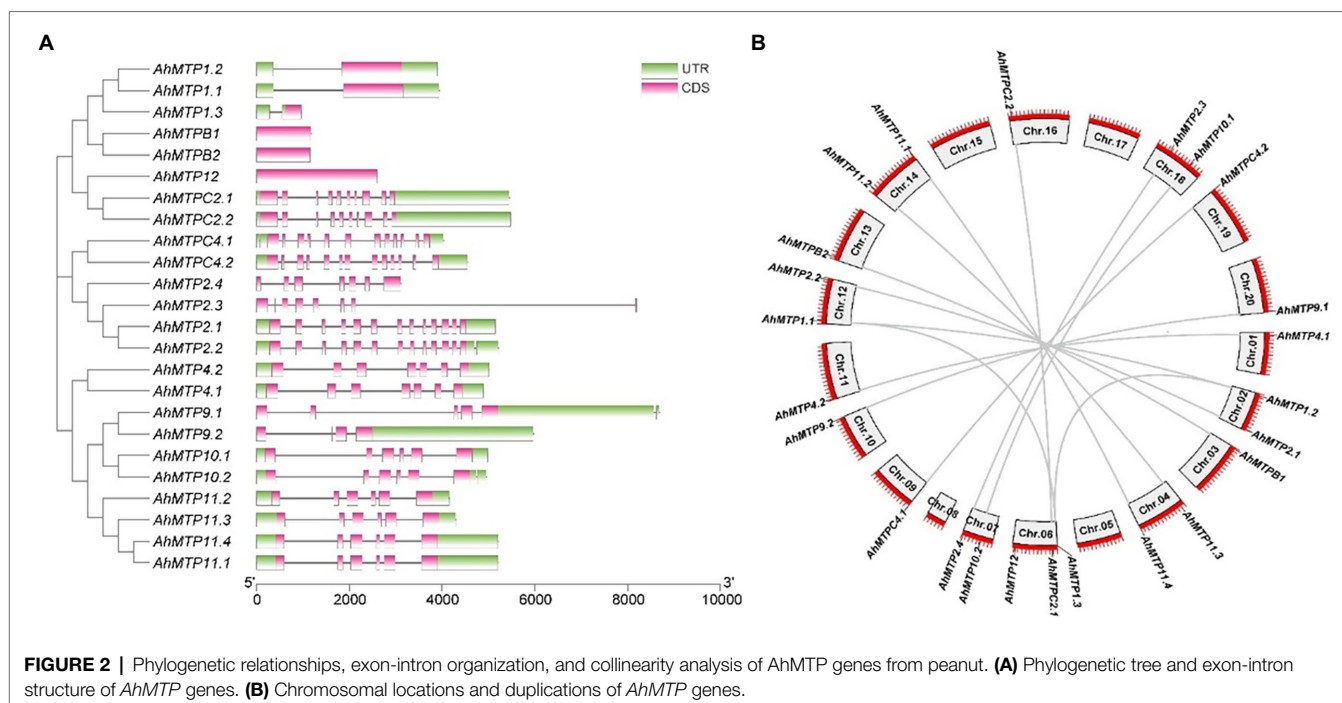 A
AhMTP1.2
AhMTP1.1
AhMTP1.3
AhMTPB1
AhMTPB2
AhMTP12
AhMTPC2.1
AhMTPC2.2
AhMTPC4.1
AhMTPC4.2
AhMTP2.4
AhMTP2.3
AhMTP2.1
AhMTP2.2
AhMTP4.2
AhMTP4.1
AhMTP9.1
AhMTP9.2
AhMTP10.1
AhMTP10.2
AhMTP11.2
AhMTP11.3
AhMTP11.4
AhMTP11.1
UTR
CDS
5' 3'
0 2000 4000 6000 8000 10000
B
AhMTPC2.2
AhMTP2.3
AhMTP10.1
AhMTPC4.2
AhMTP9.1
AhMTP4.1
AhMTP1.2
AhMTP2.1
AhMTPB1
AhMTP11.3
AhMTP11.4
AhMTP1.3
AhMTPC2.1
AhMTP12
AhMTP10.2
AhMTP2.4
AhMTPC4.1
AhMTP9.2
AhMTP4.2
AhMTP1.1
AhMTP2.2
AhMTPB2
AhMTP11.2
AhMTP11.1
Chr.16
Chr.17
Chr.18
Chr.19
Chr.20
Chr.01
Chr.02
Chr.03
Chr.04
Chr.05
Chr.06
Chr.07
Chr.08
Chr.09
Chr.10
Chr.11
Chr.12
Chr.13
Chr.14
Chr.15
FIGURE 2 | Phylogenetic relationships, exon-intron organization, and collinearity analysis of AhMTP genes from peanut. (A) Phylogenetic tree and exon-intron
structure of AhMTP genes. (B) Chromosomal locations and duplications of AhMTP genes.